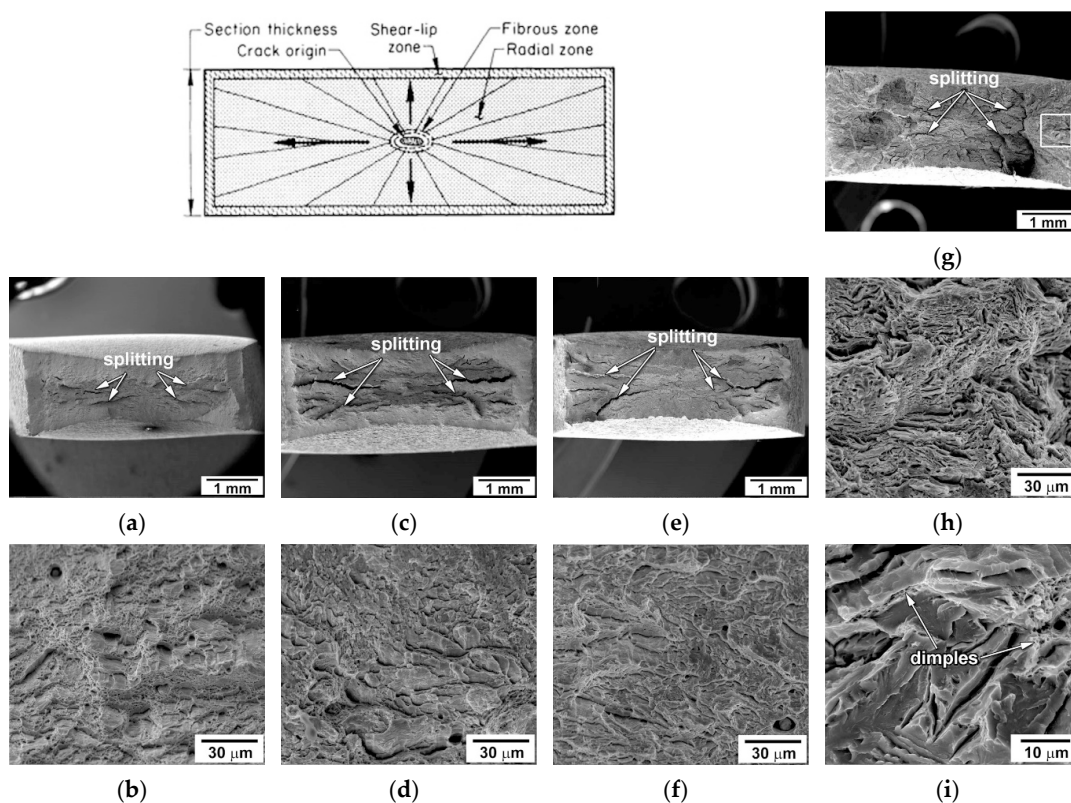 Section thickness
Crack origin
Shear-lip
zone
Fibrous zone
Radial zone
splitting
1 mm
(g)
splitting
1 mm
(a)
splitting
1 mm
(c)
splitting
1 mm
(e)
30 μm
(h)
30 μm
(b)
30 μm
(d)
30 μm
(f)
dimples
10 μm
(i)